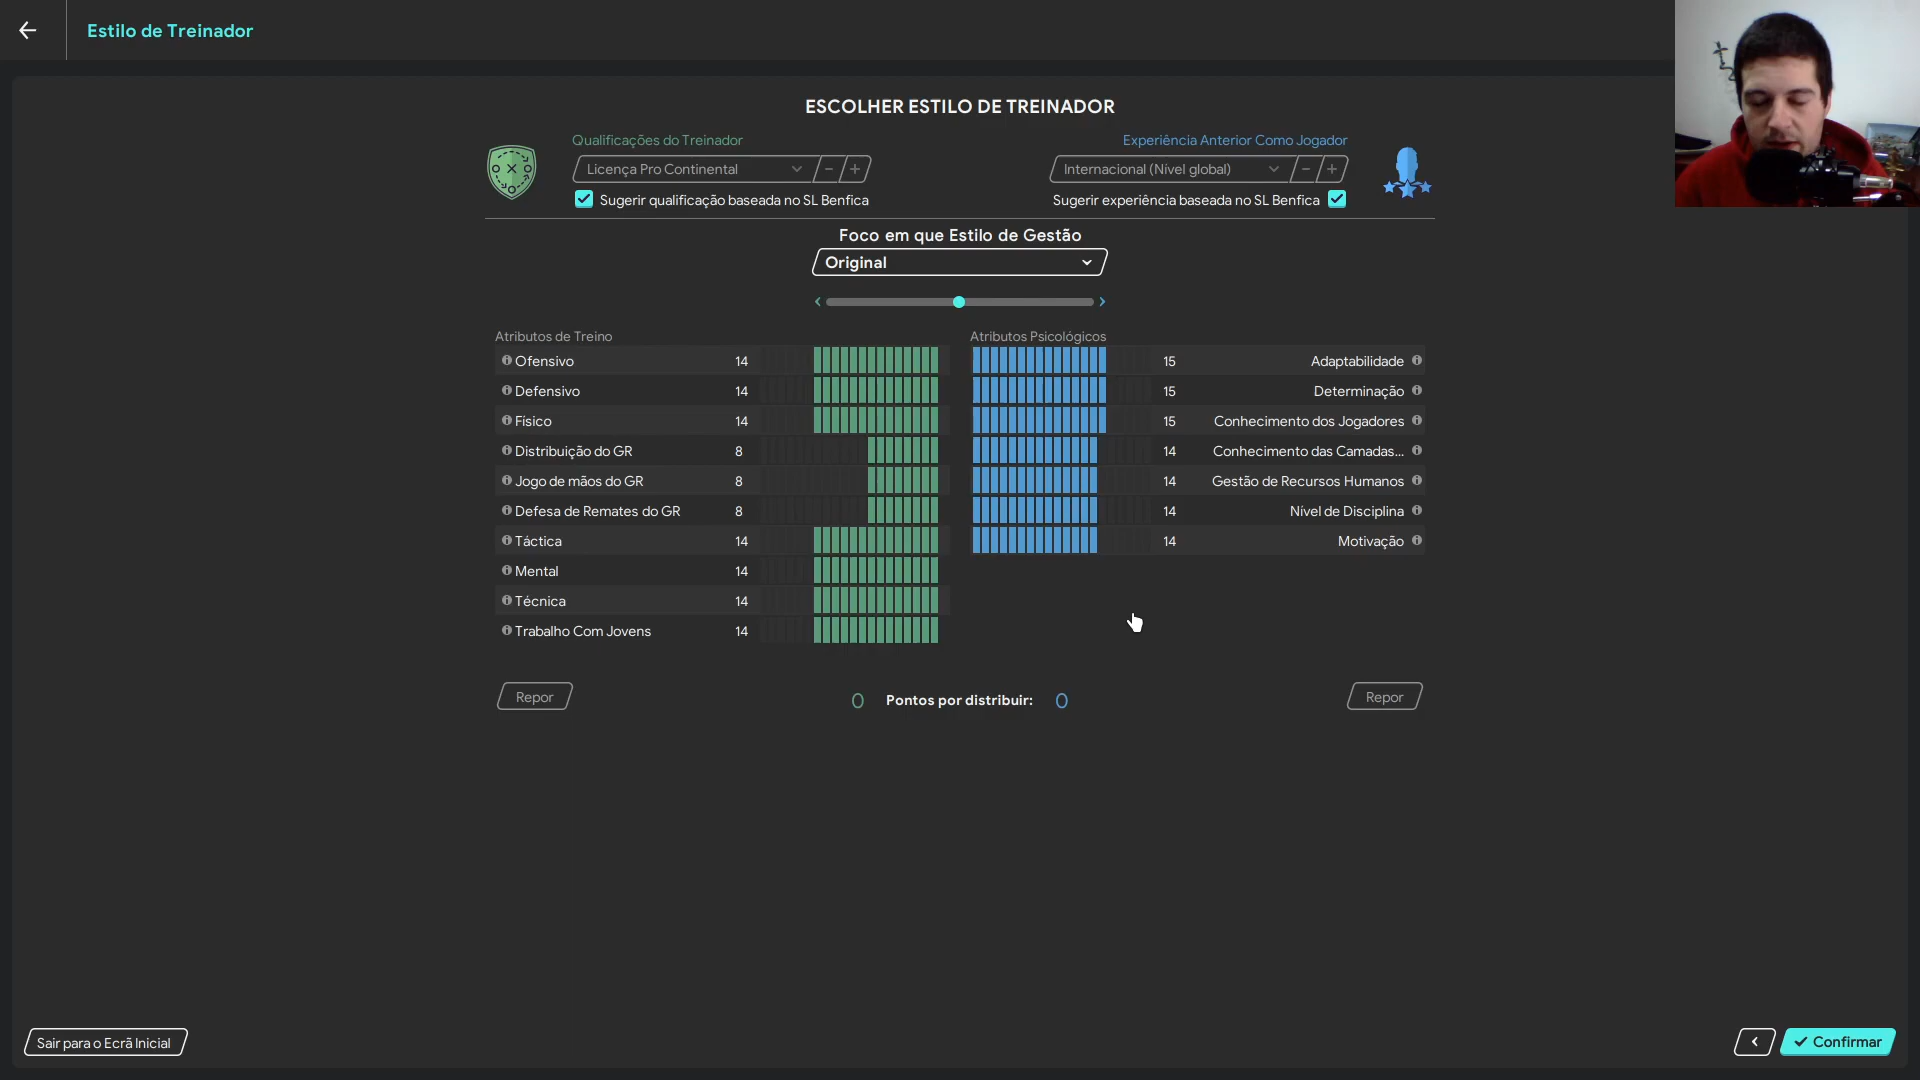 Estilo de Treinador
ESCOLHER ESTILO DE TREINADOR
Qualificações do Treinador
Experiência Anterior Como Jogador
Licença Pro Continental
Internacional (Nível global)
Sugerir qualificação baseada no SL Benfica
Sugerir experiência baseada no SL Benfica
Foco em que Estilo de Gestão
Original
Atributos de Treino
Atributos Psicológicos
Ofensivo 14
15 Adaptabilidade
Defensivo 14
15 Determinação
Físico 14
15 Conhecimento dos Jogadores
Distribuição do GR 8
14 Conhecimento das Camadas...
Jogo de mãos do GR 8
14 Gestão de Recursos Humanos
Defesa de Remates do GR 8
14 Nível de Disciplina
Táctica 14
14 Motivação
Mental 14
Técnica 14
Trabalho Com Jovens 14
Repor
0 Pontos por distribuir: 0
Repor
Sair para o Ecrã Inicial
Confirmar